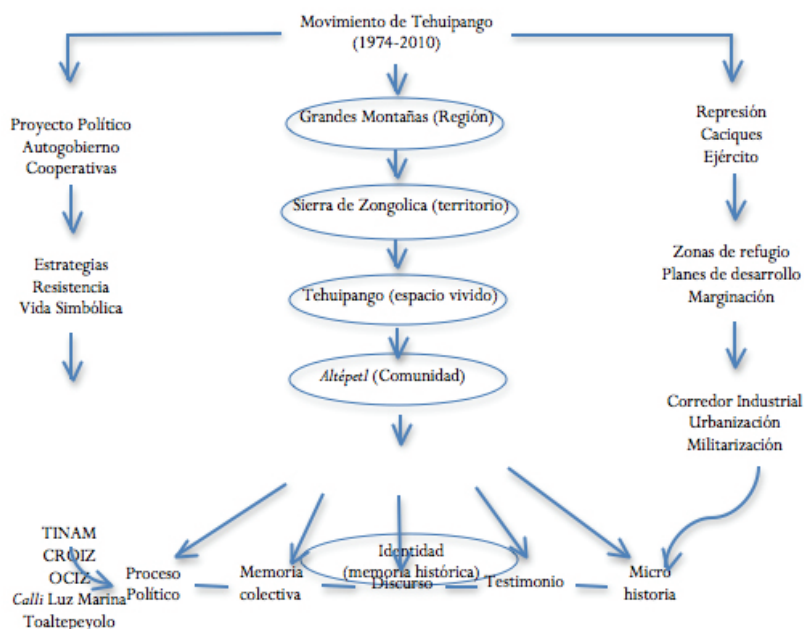 Movimiento de Tehuipango
(1974-2010)
Proyecto Político
Autogobierno
Cooperativas
Grandes Montañas (Región)
Represión
Caciques
Ejército
Sierra de Zongolica (territorio)
Estrategias
Resistencia
Vida Simbólica
Tehuipango (espacio vivido)
Zonas de refugio
Planes de desarrollo
Marginación
Altépetl (Comunidad)
Corredor Industrial
Urbanización
Militarización
TINAM
CROIZ
OCIZ
Calli Luz Marina
Toaltepeyolo
Proceso
Político
Memoria
colectiva
Identidad
(memoria histórica)
Discurso
Testimonio
Micro
historia